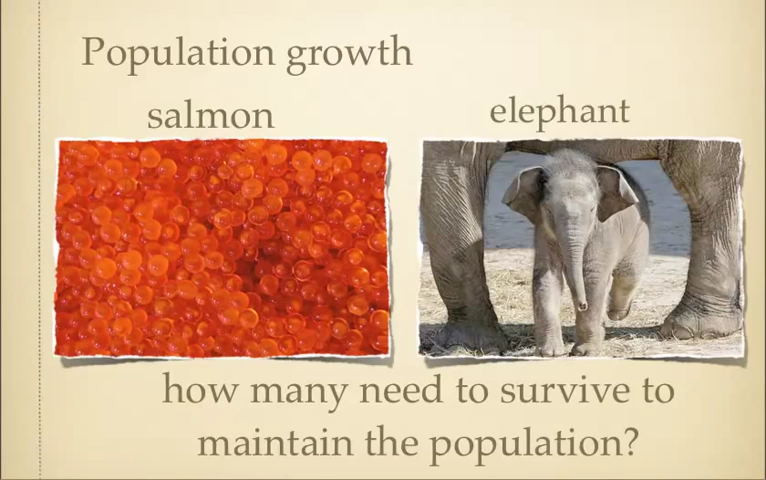 Population growth
salmon
elephant
how many need to survive to
maintain the population?